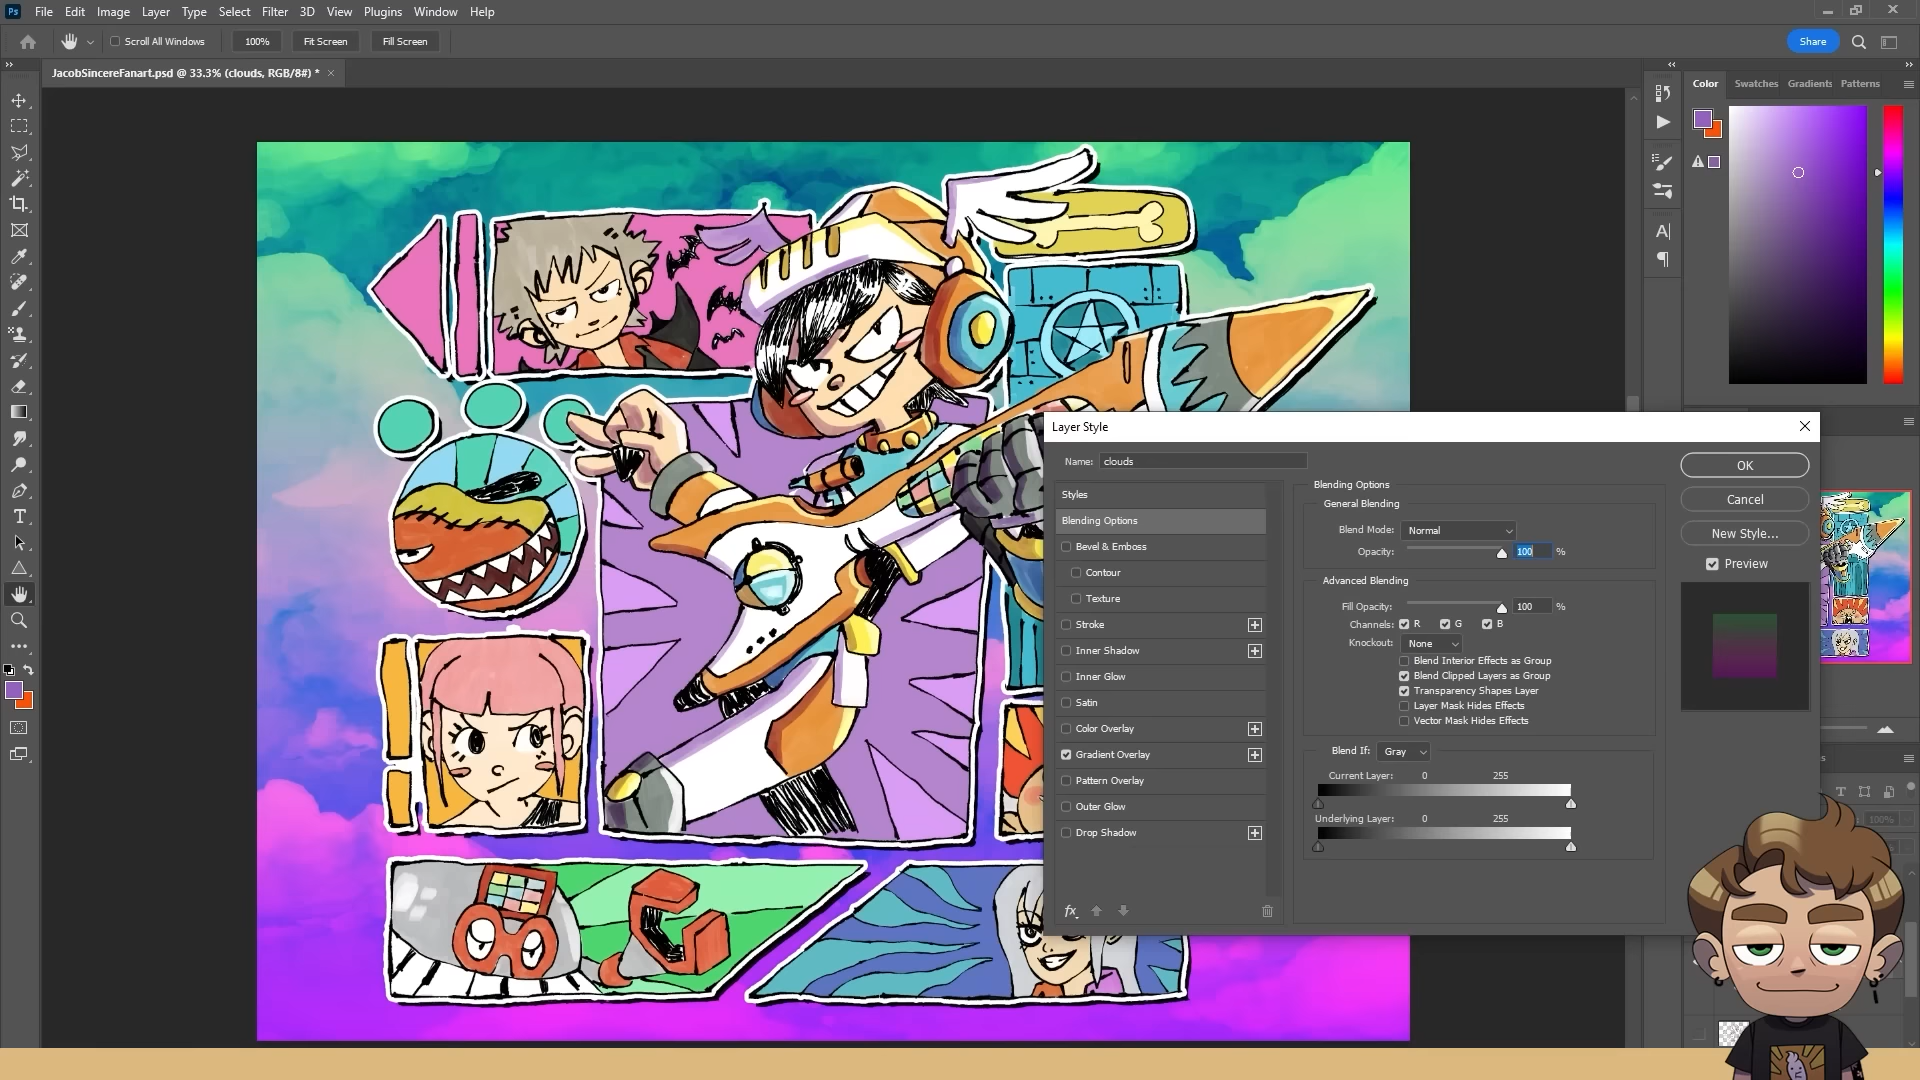 Ps File Edit Image Layer Type Select Filter 3D View Plugins Window Help
Scroll All Windows 100% Fit Screen Fill Screen Share
JacobSincereFanart.psd @ 33.3% (clouds, RGB/8#) *
Color Swatches Gradients Patterns
Layer Style
Name: clouds
OK
Cancel
New Style...
Preview
Styles
Blending Options
Bevel & Emboss
Contour
Texture
Stroke
Inner Shadow
Inner Glow
Satin
Color Overlay
Gradient Overlay
Pattern Overlay
Outer Glow
Drop Shadow
fx
Blending Options
General Blending
Blend Mode: Normal
Opacity: 100 %
Advanced Blending
Fill Opacity: 100 %
Channels: R G B
Knockout: None
Blend Interior Effects as Group
Blend Clipped Layers as Group
Transparency Shapes Layer
Layer Mask Hides Effects
Vector Mask Hides Effects
Blend If: Gray
Current Layer: 0 255
Underlying Layer: 0 255
100%